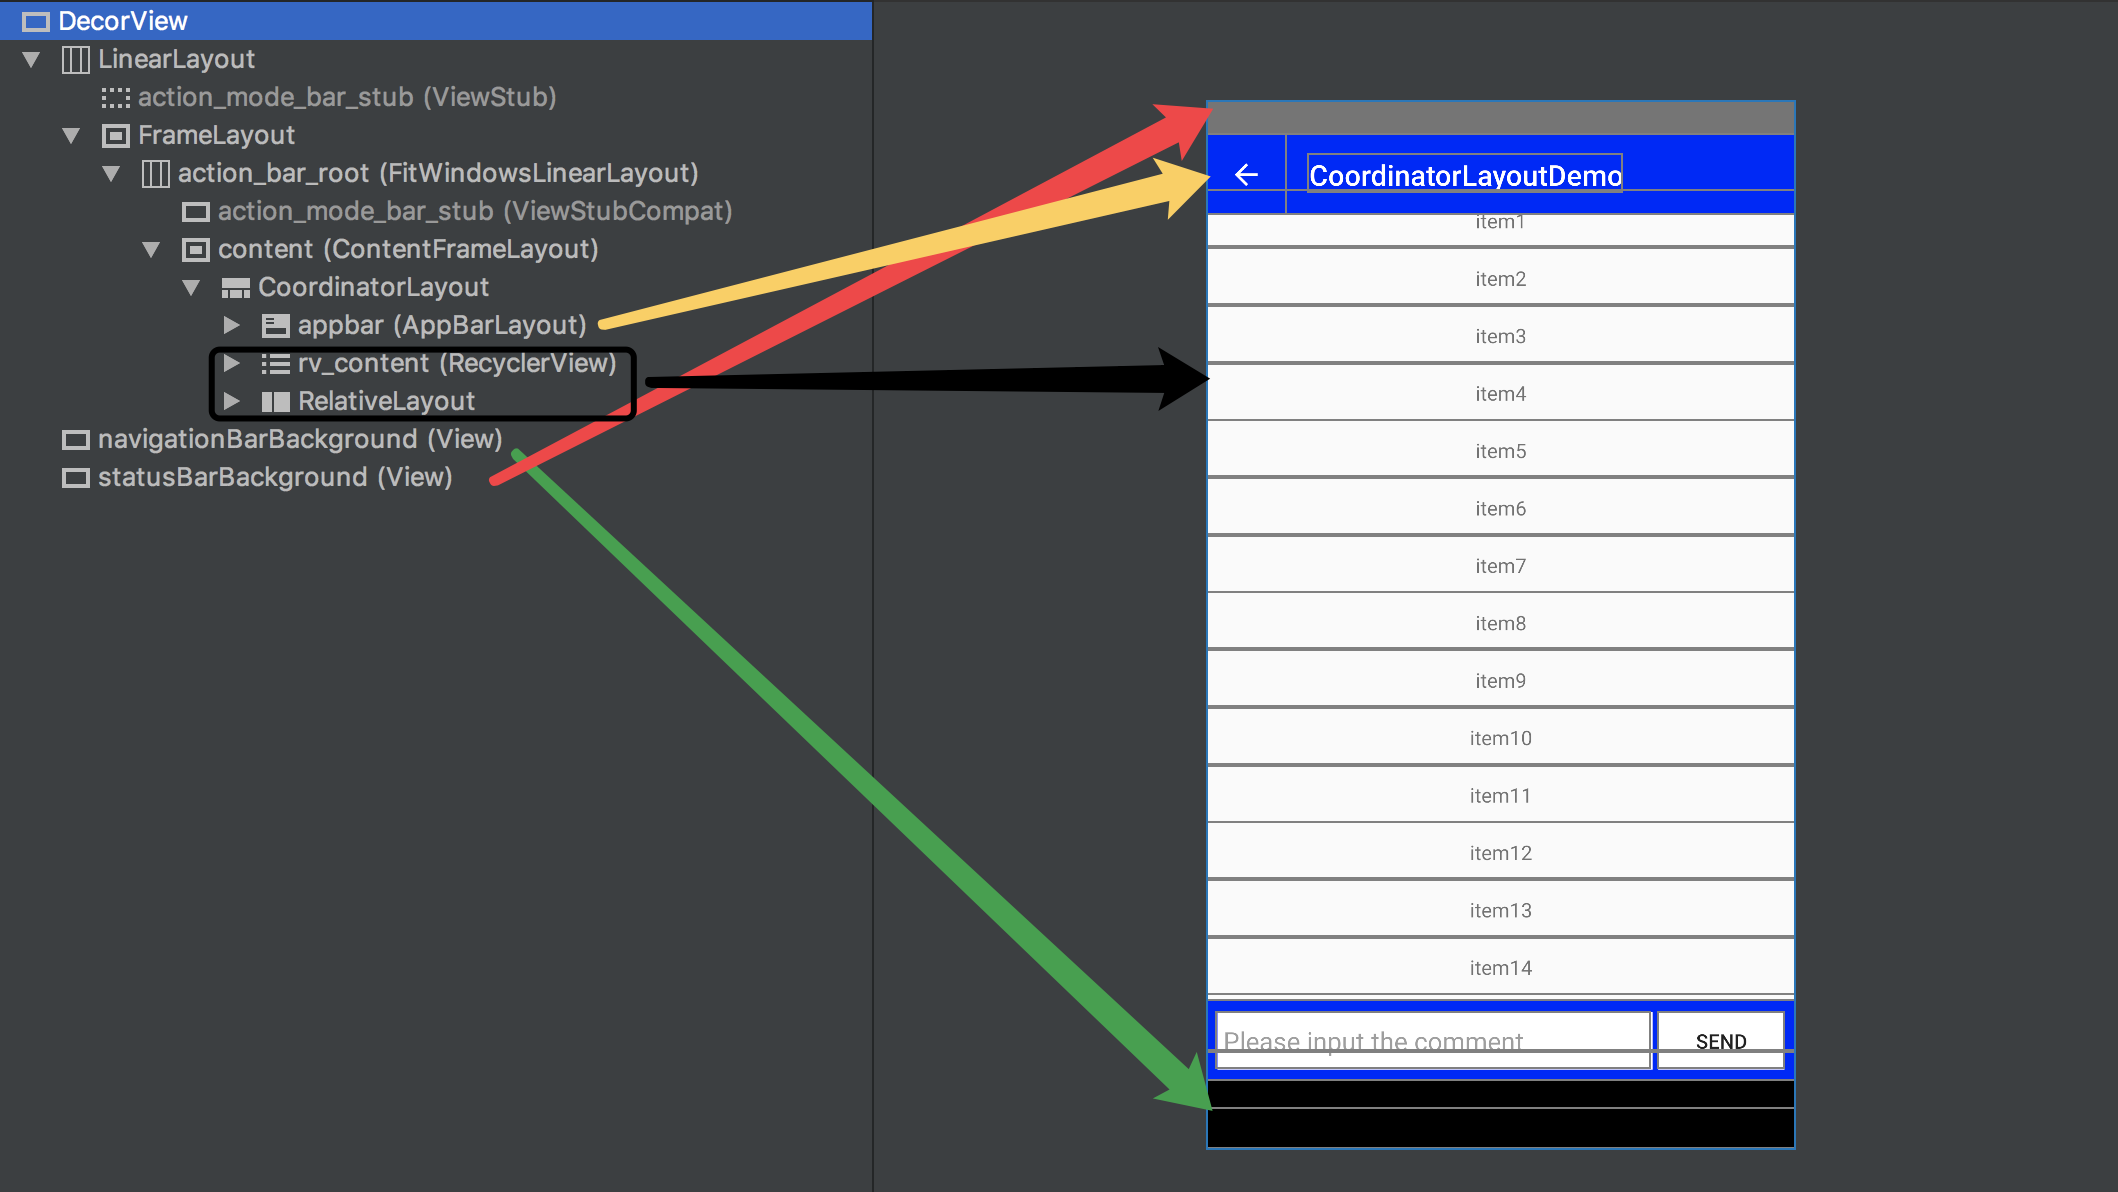 DecorView
LinearLayout
action_mode_bar_stub (ViewStub)
FrameLayout
action_bar_root (FitWindowsLinearLayout)
action_mode_bar_stub (ViewStubCompat)
content (ContentFrameLayout)
CoordinatorLayout
appbar (AppBarLayout)
rv_content (RecyclerView)
RelativeLayout
navigationBarBackground (View)
statusBarBackground (View)
CoordinatorLayoutDemo
item1
item2
item3
item4
item5
item6
item7
item8
item9
item10
item11
item12
item13
item14
Please input the comment
SEND